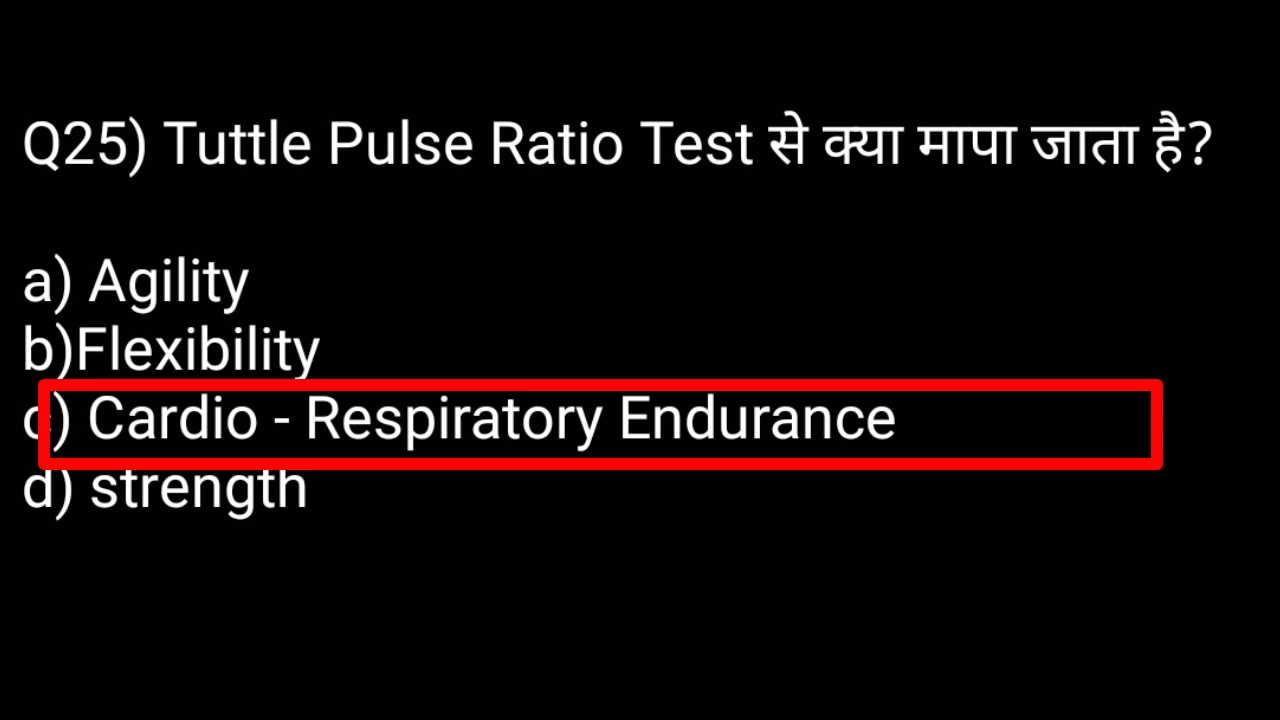 Q25) Tuttle Pulse Ratio Test से क्या मापा जाता है?
a) Agility
b)Flexibility
c) Cardio - Respiratory Endurance
d) strength